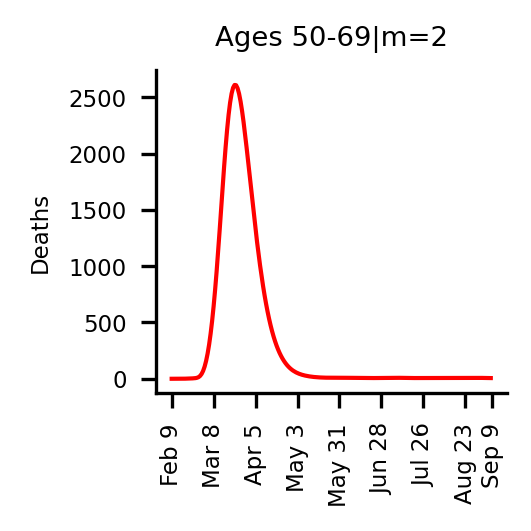 Ages 50-69|m=2
Deaths
2500
2000
1500
1000
500
0
Feb 9
Mar 8
Apr 5
May 3
May 31
Jun 28
Jul 26
Aug 23
Sep 9